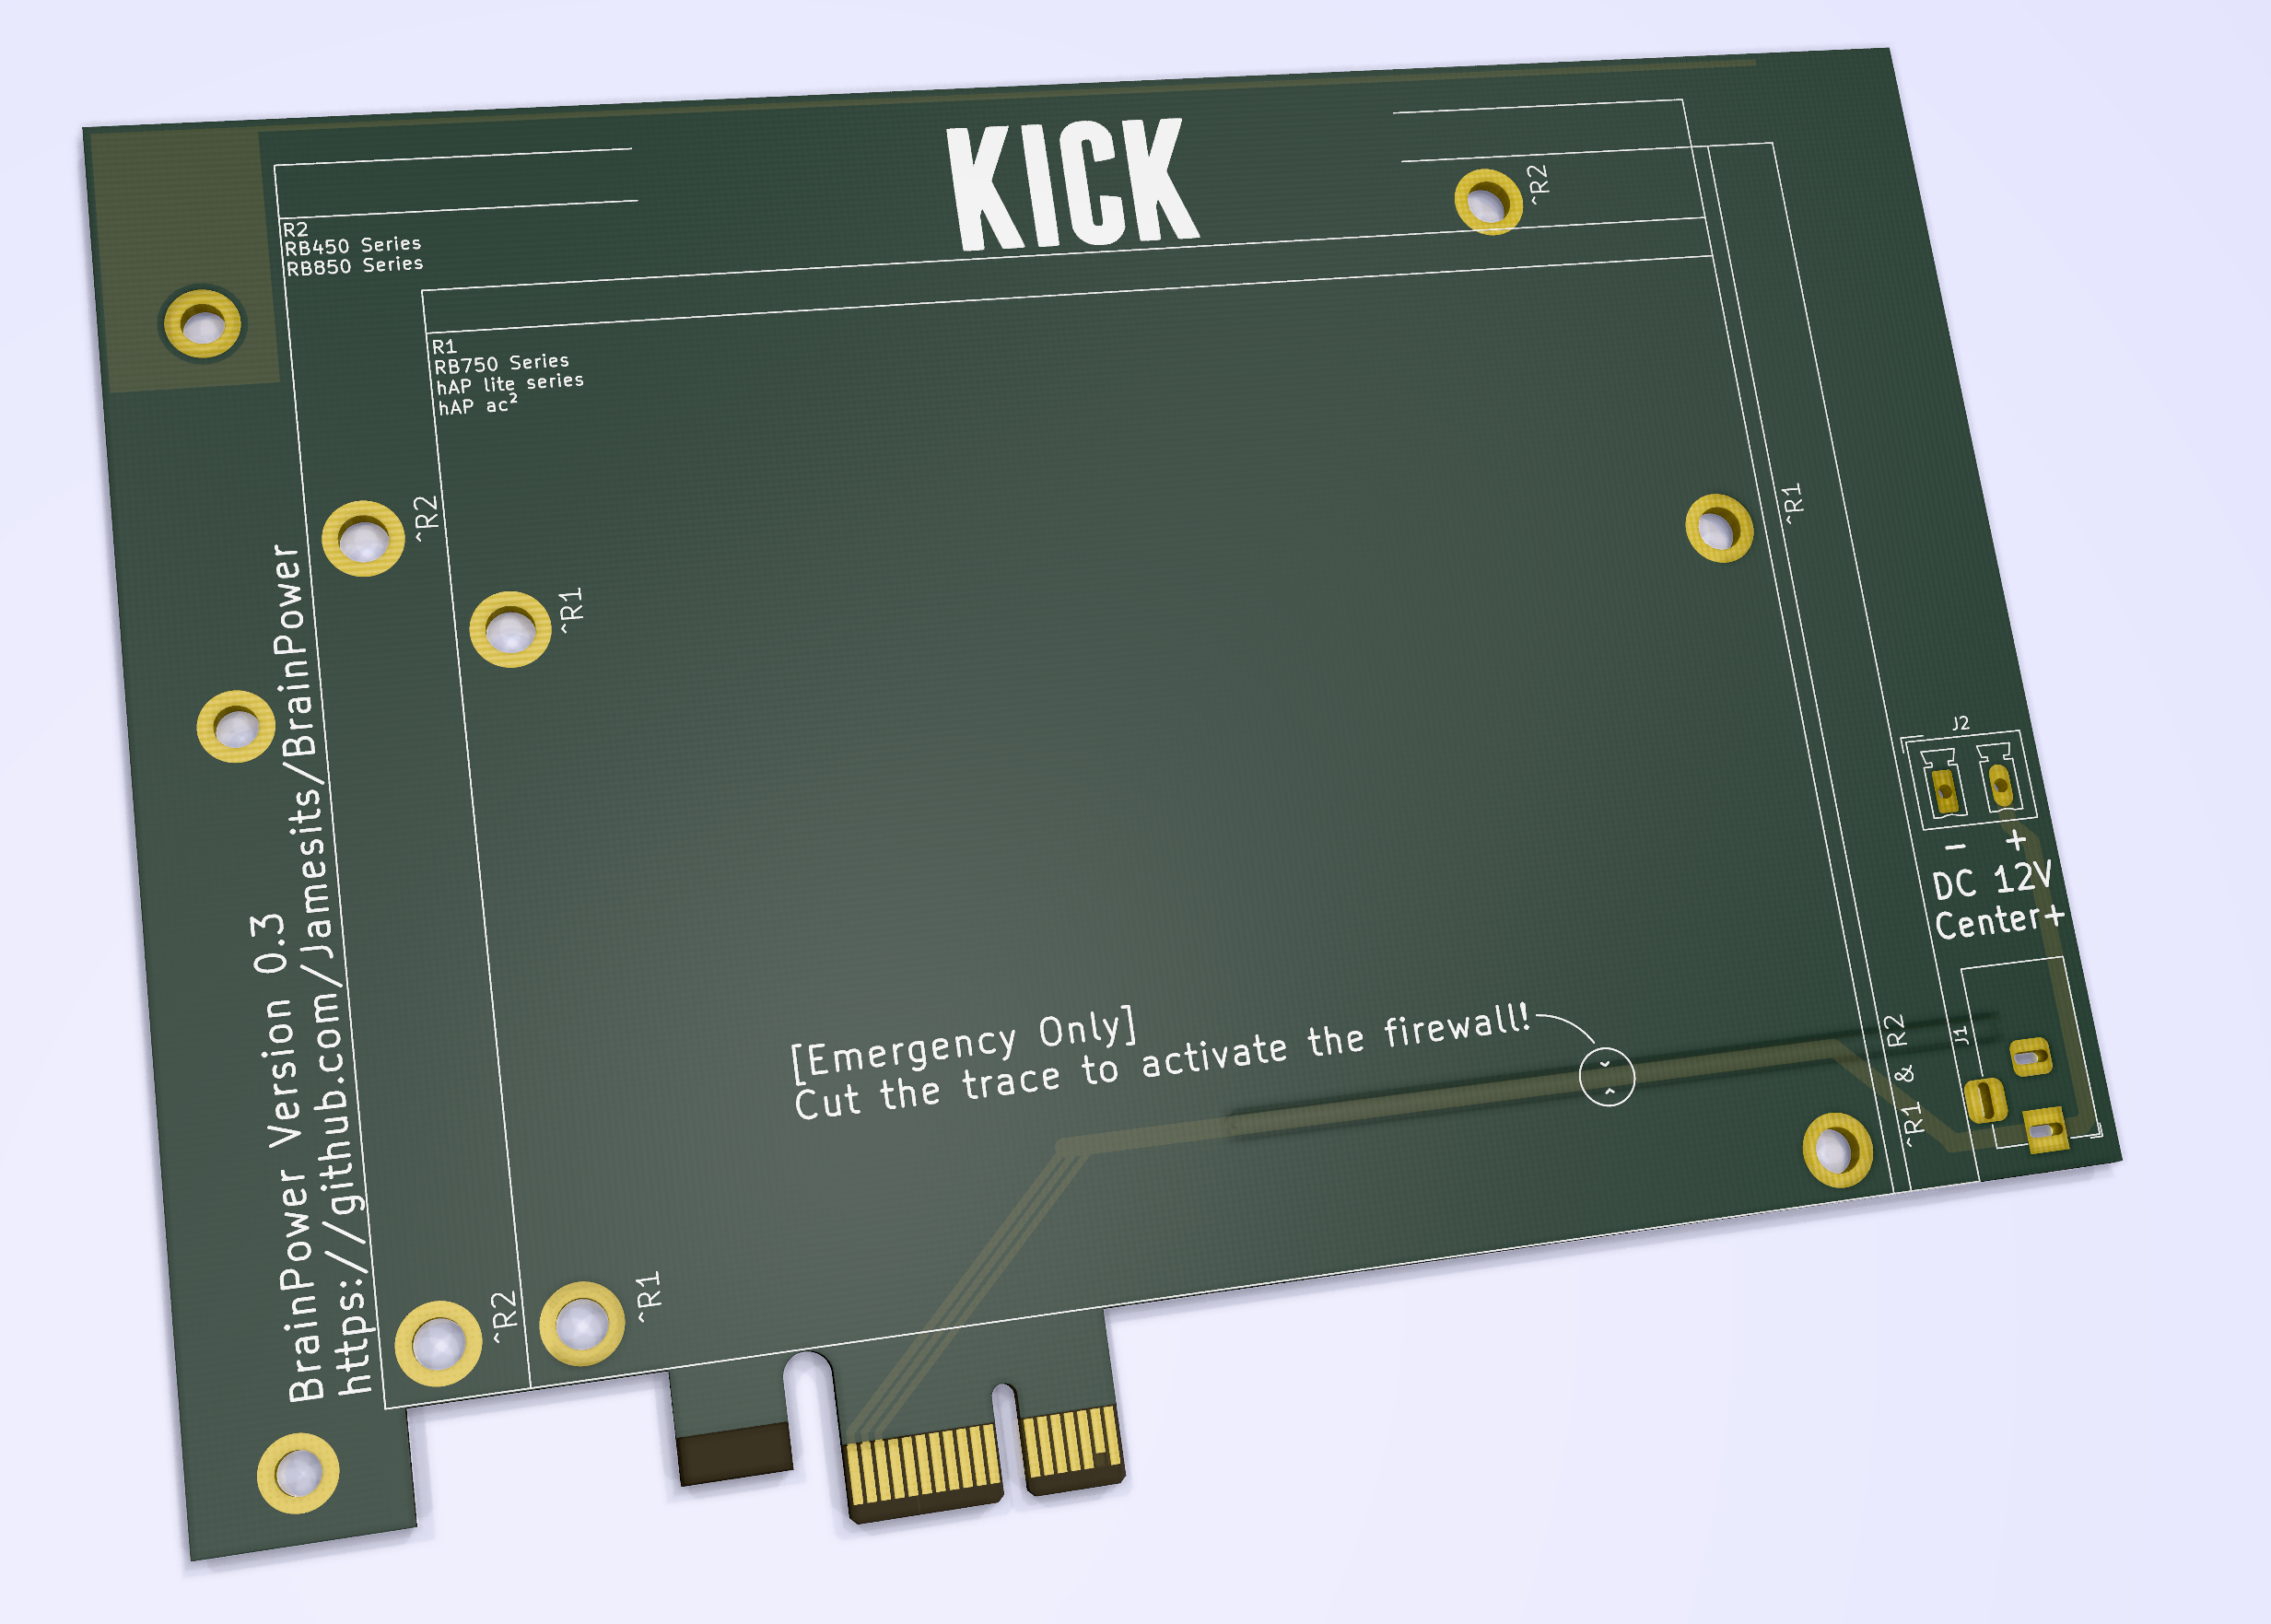 KICK
^R2
R2
RB450 Series
RB850 Series
R1
RB750 Series
hAP lite series
hAP ac²
^R2
^R1
^R1
J2
- +
DC 12V
Center+
BrainPower Version 0.3
https://github.com/Jamesits/BrainPower
[Emergency Only]
Cut the trace to activate the firewall!
^R1 & R2
J1
^R2
^R1